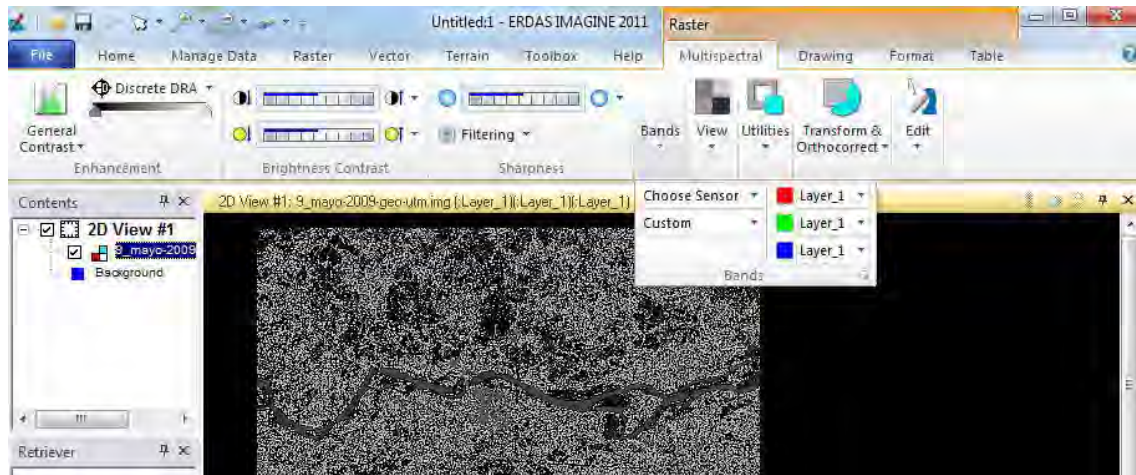 Untitled:1 - ERDAS IMAGINE 2011
Raster
File Home Manage Data Raster Vector Terrain Toolbox Help Multispectral Drawing Format Table
Discrete DRA
General
Contrast
Filtering
Bands View Utilities Transform &
Orthocorrect
Edit
Enhancement Brightness Contrast Sharpness
Contents
2D View #1: 9_mayo-2009-geo-utm.img (:Layer_1)(:Layer_1)(:Layer_1)
Choose Sensor Layer_1
Custom Layer_1
Layer_1
Bands
2D View #1
9_mayo-2009
Background
Retriever